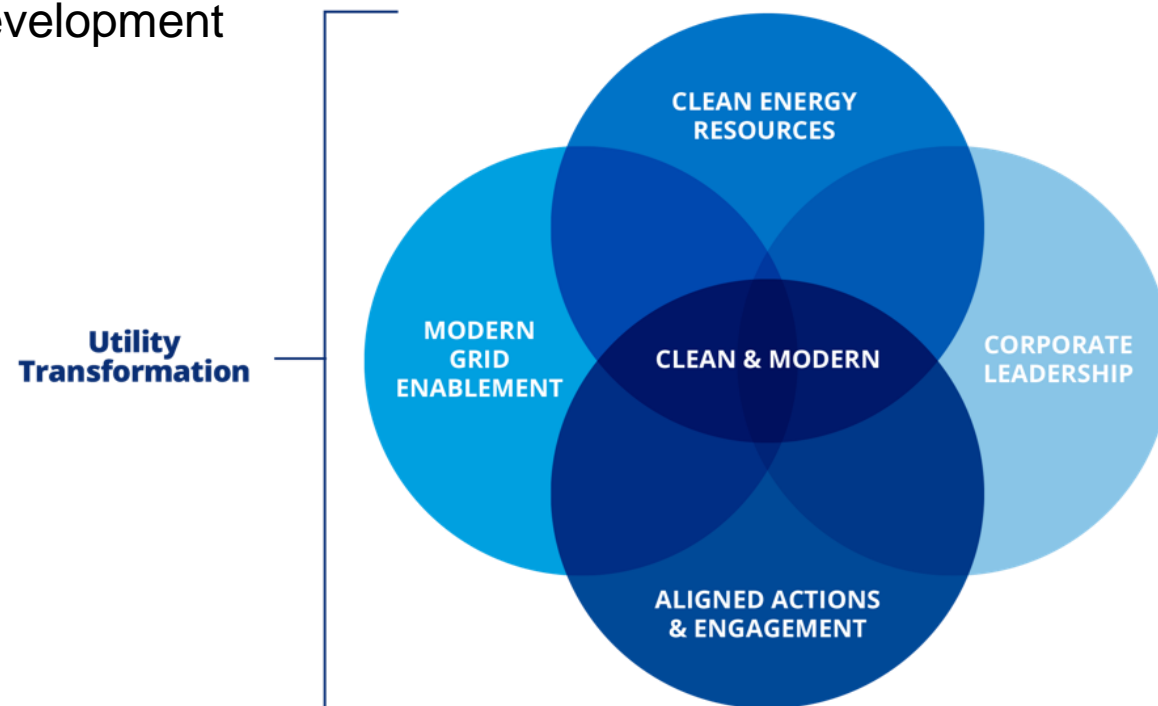 evelopment
CLEAN ENERGY
RESOURCES
Utility
Transformation
MODERN
GRID
ENABLEMENT
CLEAN & MODERN
CORPORATE
LEADERSHIP
ALIGNED ACTIONS
& ENGAGEMENT